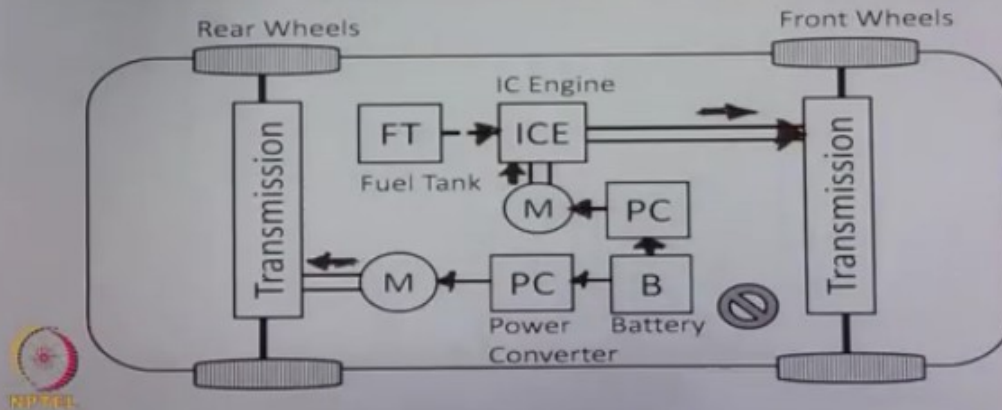 Rear Wheels
Front Wheels
IC Engine
FT
ICE
Fuel Tank
Transmission
M
PC
Transmission
M
PC
B
Power
Converter
Battery
NPTEL